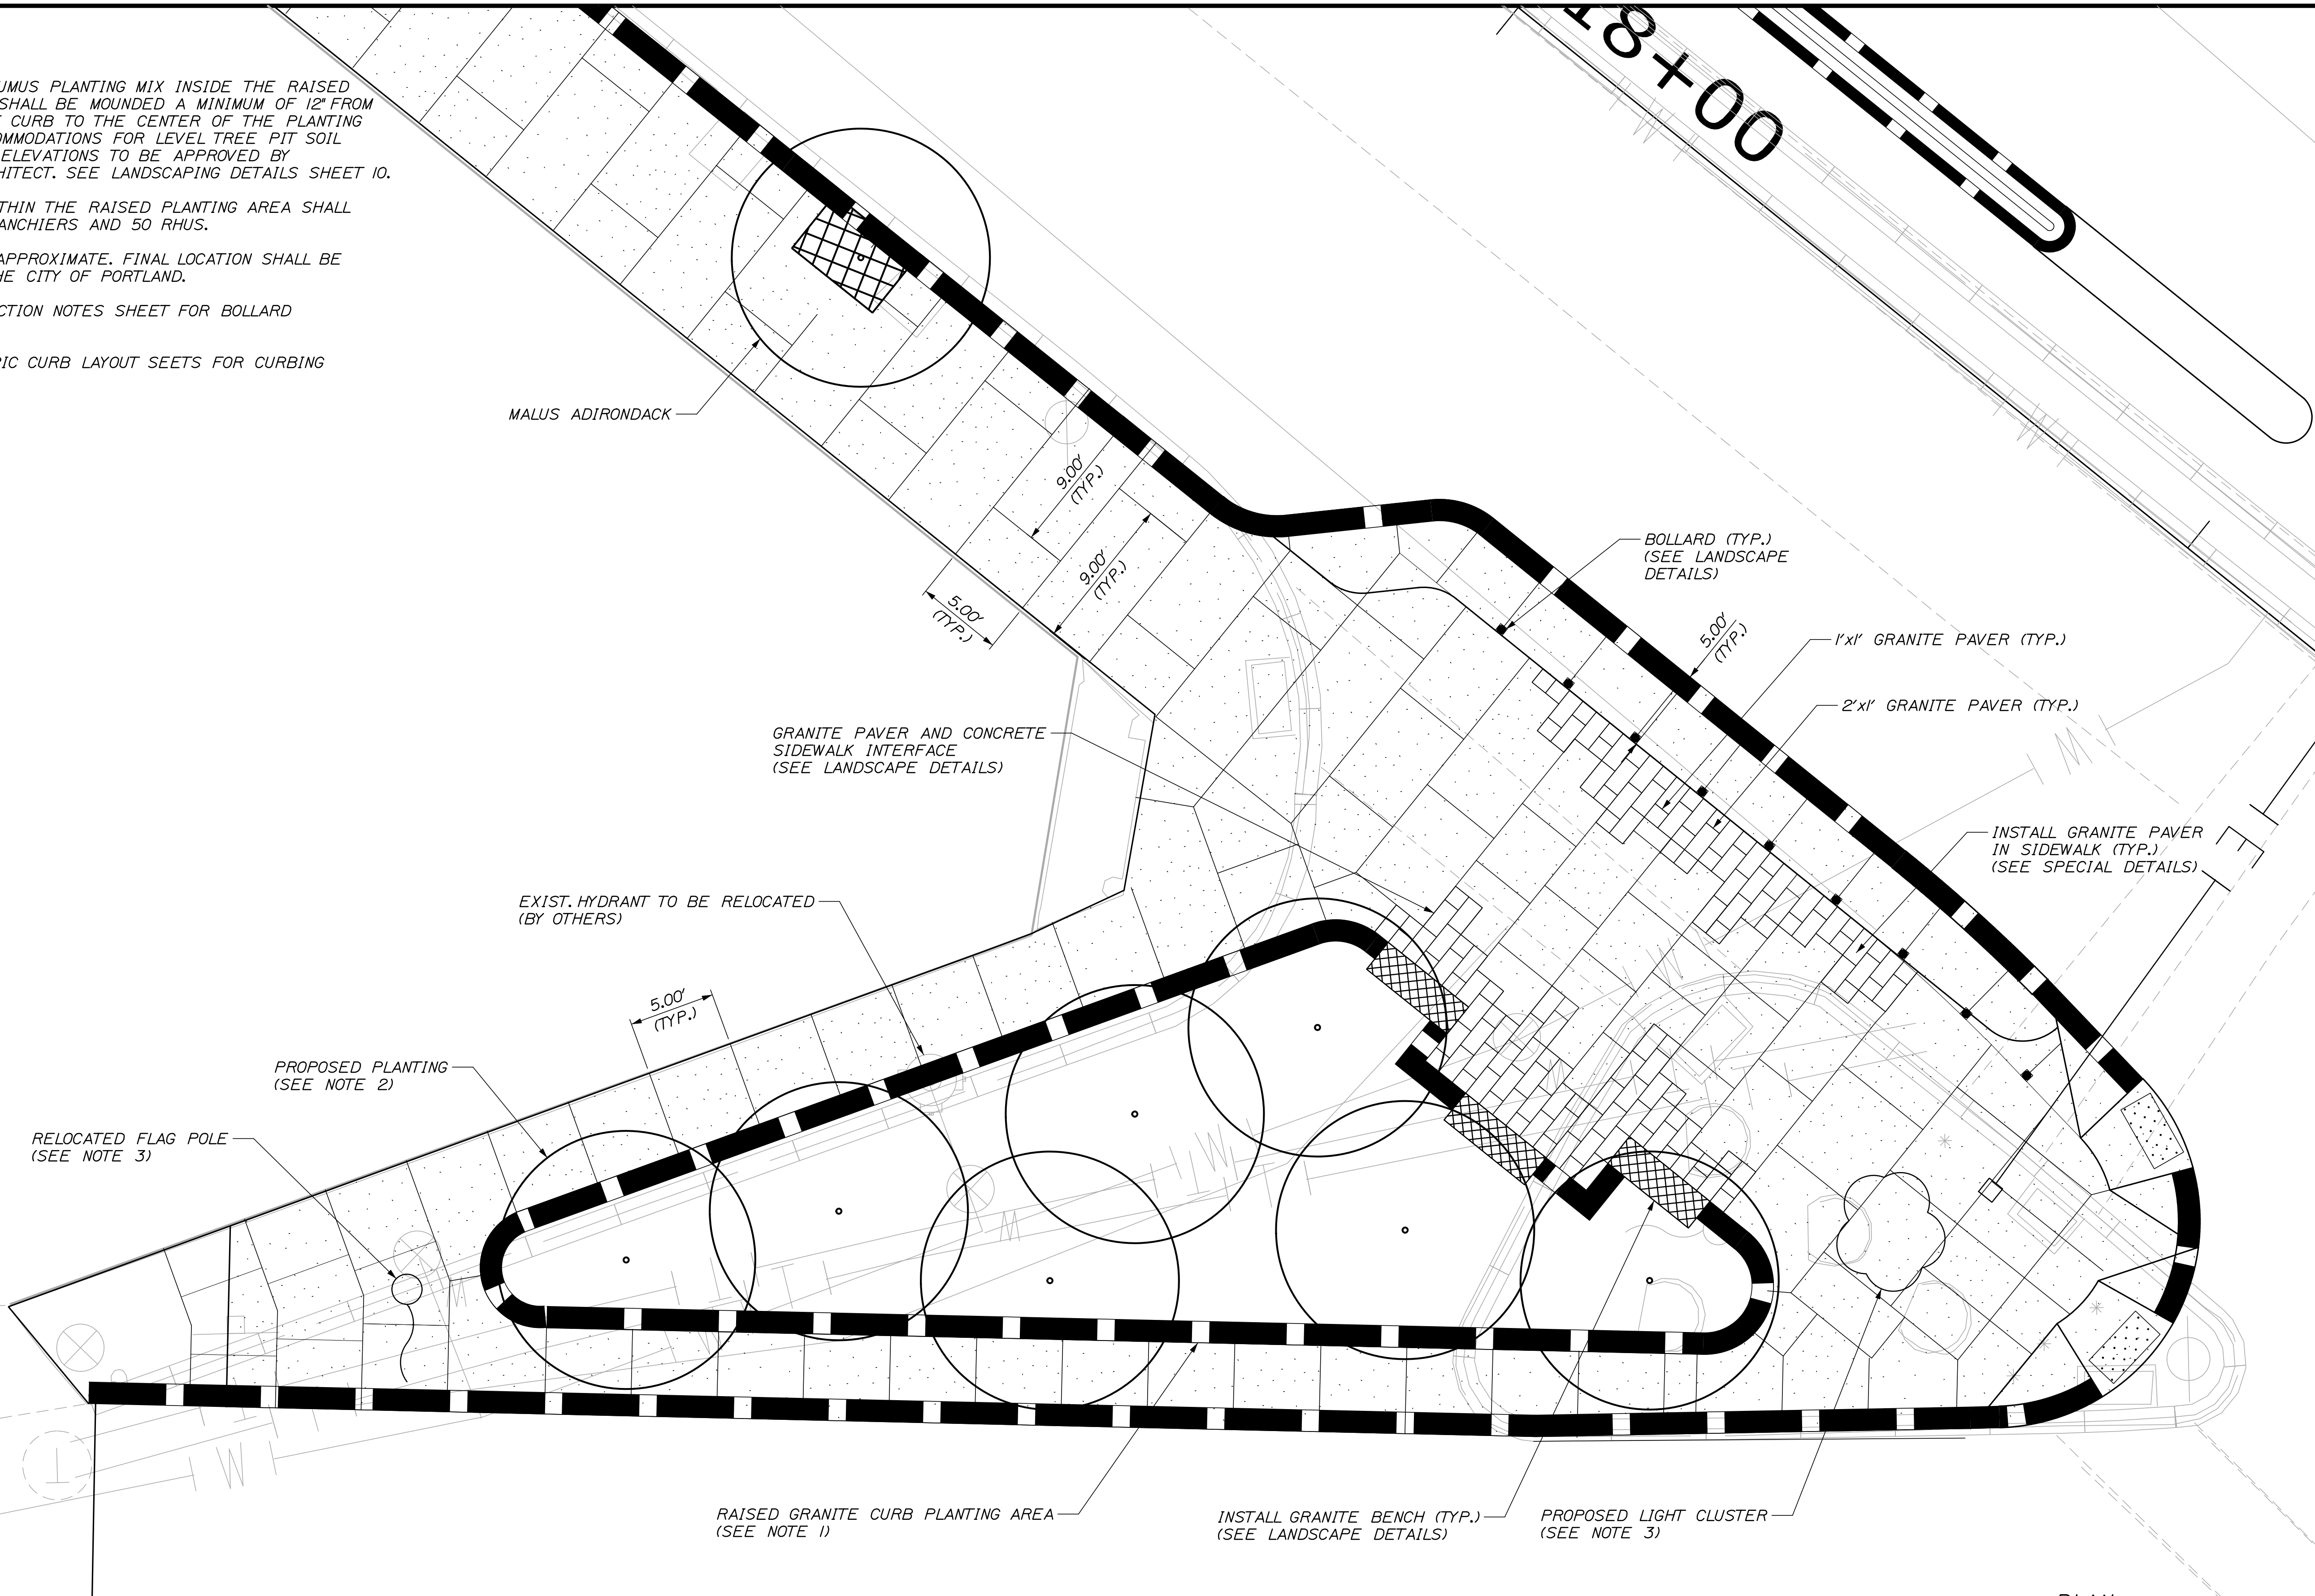 UMUS PLANTING MIX INSIDE THE RAISED
SHALL BE MOUNDED A MINIMUM OF 12" FROM
CURB TO THE CENTER OF THE PLANTING
OMMODATIONS FOR LEVEL TREE PIT SOIL
ELEVATIONS TO BE APPROVED BY
HITECT. SEE LANDSCAPING DETAILS SHEET 10.
THIN THE RAISED PLANTING AREA SHALL
ANCHIERS AND 50 RHUS.
APPROXIMATE. FINAL LOCATION SHALL BE
HE CITY OF PORTLAND.
CTION NOTES SHEET FOR BOLLARD
RIC CURB LAYOUT SEETS FOR CURBING
18+00
MALUS ADIRONDACK
9.00'
(TYP.)
9.00'
(TYP.)
5.00'
(TYP.)
BOLLARD (TYP.)
(SEE LANDSCAPE
DETAILS)
5.00'
(TYP.)
1'x1' GRANITE PAVER (TYP.)
2'x1' GRANITE PAVER (TYP.)
GRANITE PAVER AND CONCRETE
SIDEWALK INTERFACE
(SEE LANDSCAPE DETAILS)
INSTALL GRANITE PAVER
IN SIDEWALK (TYP.)
(SEE SPECIAL DETAILS)
EXIST. HYDRANT TO BE RELOCATED
(BY OTHERS)
5.00'
(TYP.)
PROPOSED PLANTING
(SEE NOTE 2)
RELOCATED FLAG POLE
(SEE NOTE 3)
W
W
W
W
W
RAISED GRANITE CURB PLANTING AREA
(SEE NOTE 1)
INSTALL GRANITE BENCH (TYP.)
(SEE LANDSCAPE DETAILS)
PROPOSED LIGHT CLUSTER
(SEE NOTE 3)